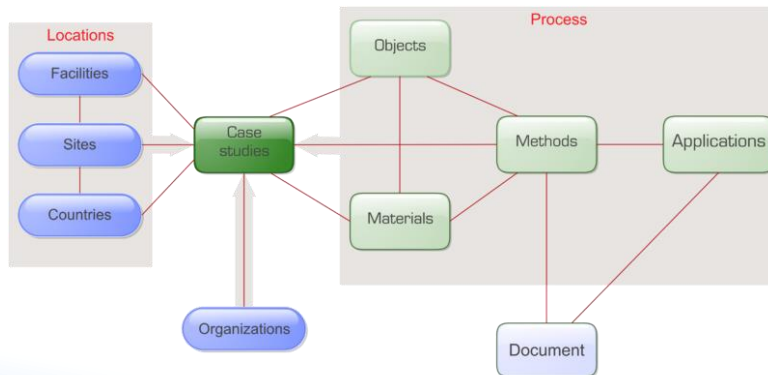 Locations
Process
Facilities
Objects
Sites
Case
studies
Methods
Applications
Countries
Materials
Organizations
Document